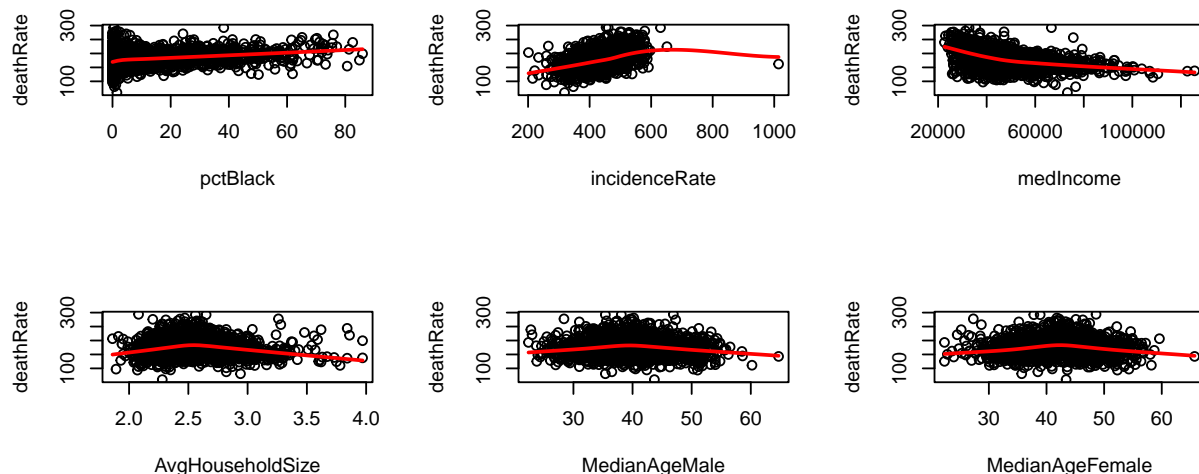 deathRate
300
100
0 20 40 60 80
pctBlack
deathRate
300
100
200 400 600 800 1000
incidenceRate
deathRate
300
100
20000 60000 100000
medIncome
deathRate
300
100
2.0 2.5 3.0 3.5 4.0
AvgHouseholdSize
deathRate
300
100
30 40 50 60
MedianAgeMale
deathRate
300
100
30 40 50 60
MedianAgeFemale